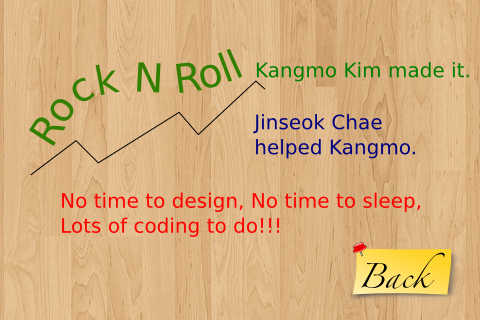 Rock N Roll
Kangmo Kim made it.
Jinseok Chae
helped Kangmo.
No time to design, No time to sleep,
Lots of coding to do!!!
Back